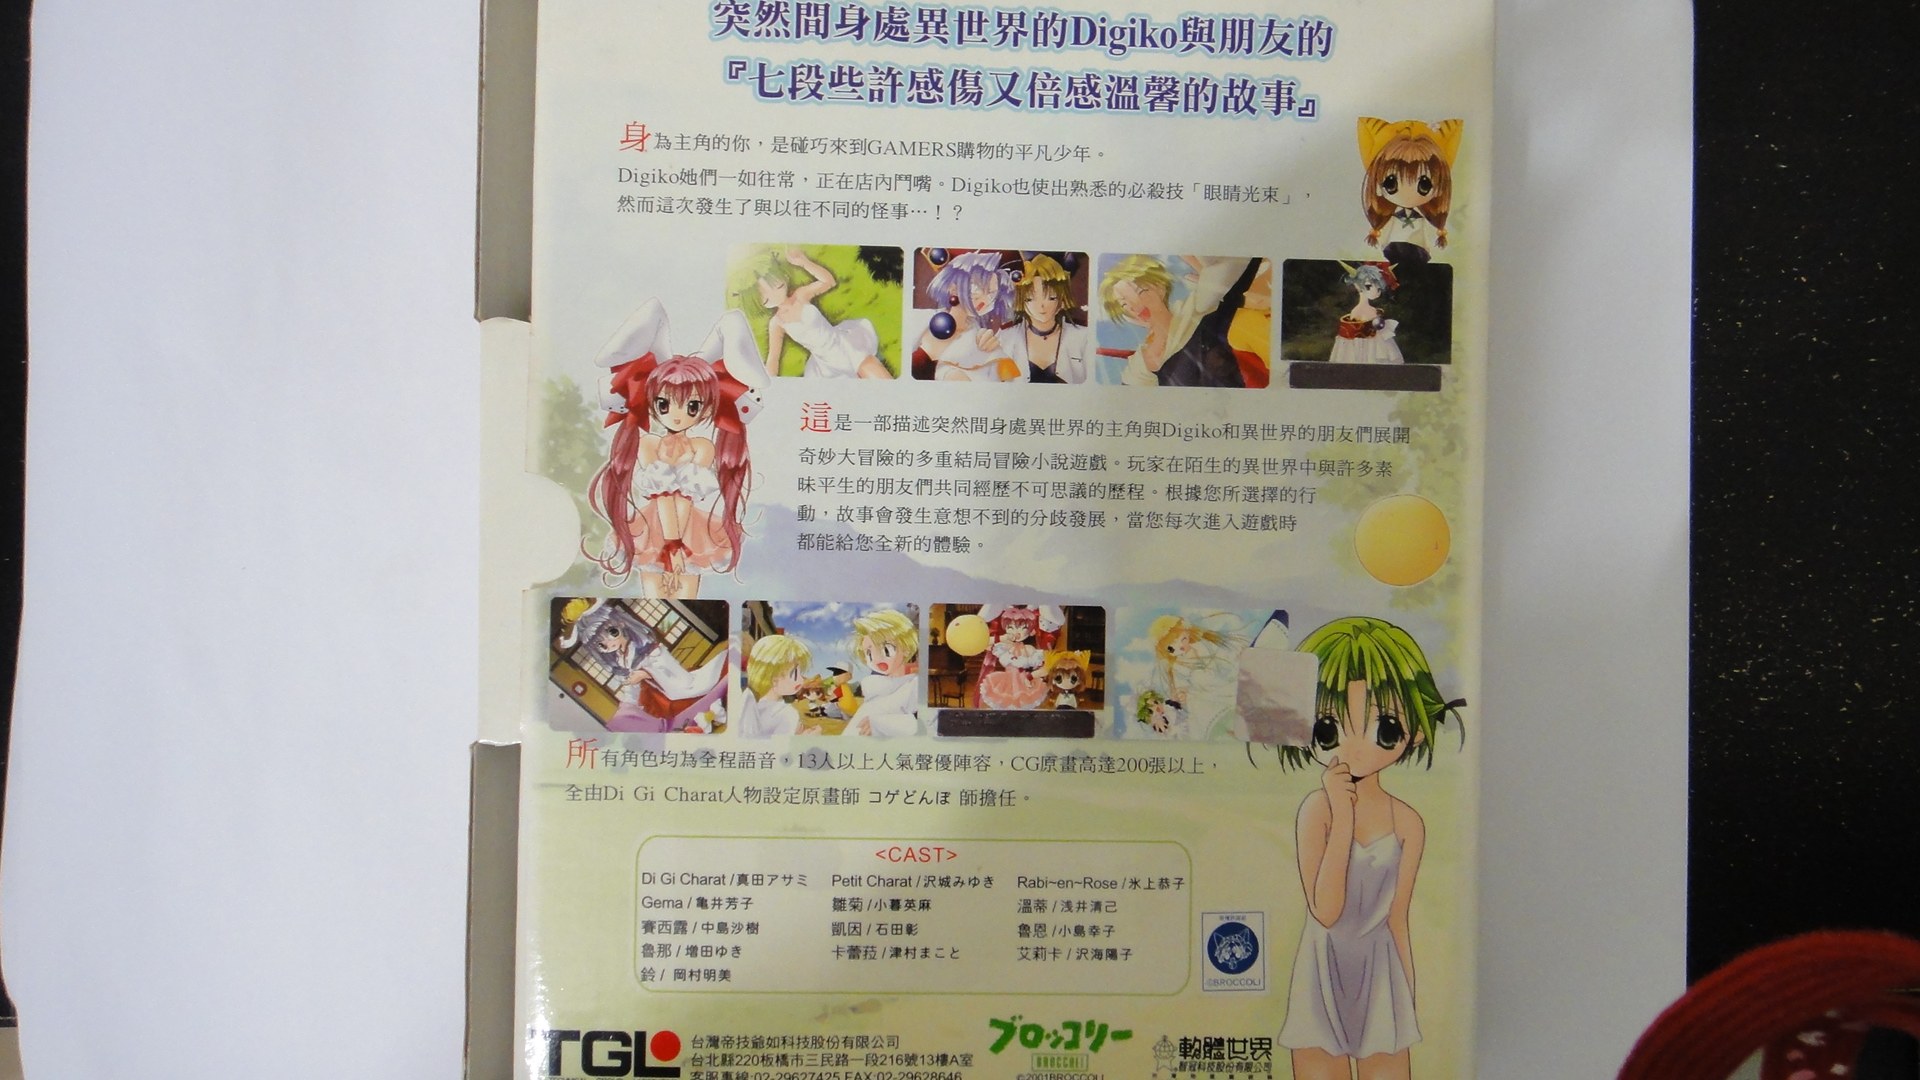 突然間身處異世界的Digiko與朋友的
『七段些許感傷又倍感溫馨的故事』
身為主角的你，是碰巧來到GAMERS購物的平凡少年。
Digiko她們一如往常，正在店內鬥嘴。Digiko也使出熟悉的必殺技「眼睛光束」，
然而這次發生了與以往不同的怪事…！？
這是一部描述突然間身處異世界的主角與Digiko和異世界的朋友們展開
奇妙大冒險的多重結局冒險小說遊戲。玩家在陌生的異世界中與許多素
昧平生的朋友們共同經歷不可思議的歷程。根據您所選擇的行
動，故事會發生意想不到的分歧發展，當您每次進入遊戲時
都能給您全新的體驗。
所有角色均為全程語音，13人以上人氣聲優陣容，CG原畫高達200張以上，
全由Di Gi Charat人物設定原畫師 コゲどんぼ 師擔任。
<CAST>
Di Gi Charat /真田アサミ Petit Charat /沢城みゆき Rabi~en~Rose /氷上恭子
Gema / 亀井芳子 雛菊 /小暮英麻 溫蒂 / 浅井清己
賽西露 / 中島沙樹 凱因 / 石田彰 魯恩 /小島幸子
魯那 / 増田ゆき 卡蕾菈 /津村まこと 艾莉卡 / 沢海陽子
鈴 / 岡村明美
©BROCCOLI
TGL 台灣帝技爺如科技股份有限公司
台北縣220板橋市三民路一段216號13樓A室
客服專線:02-29627425 FAX:02-29628646
ブロッコリー
BROCCOLI
©2001BROCCOLI
軟體世界
智冠科技股份有限公司